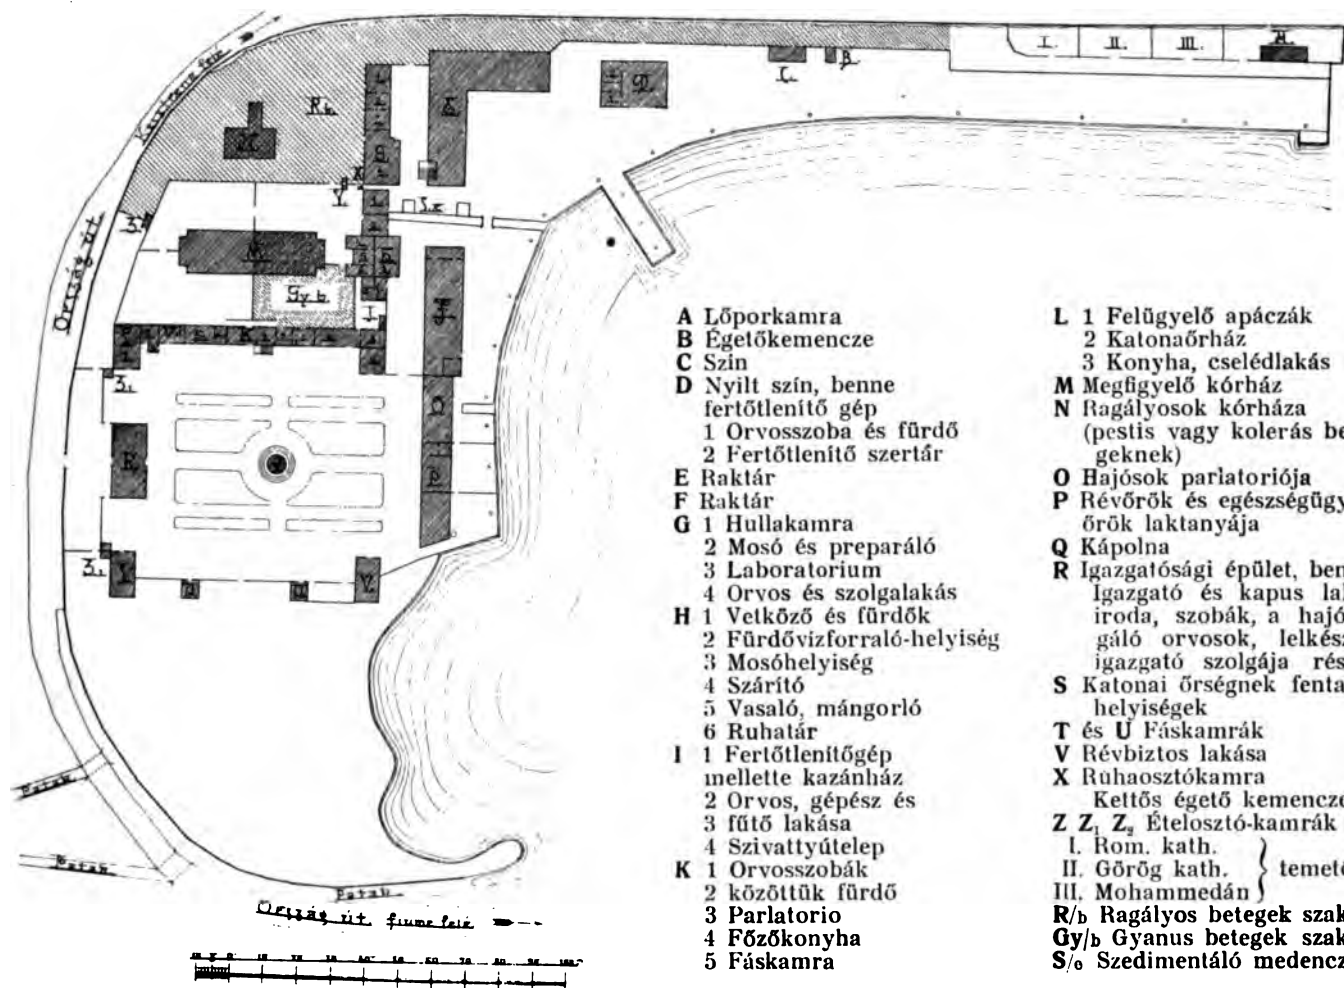 Ország út
Ország út fiume felé
Patak
Patak
Patak
R.b.
Gy.b.
I.
II.
III.
A Lőporkamra
B Égetőkemencze
C Szin
D Nyilt szín, benne
fertőtlenítő gép
1 Orvosszoba és fürdő
2 Fertőtlenítő szertár
E Raktár
F Raktár
G 1 Hullakamra
2 Mosó és preparáló
3 Laboratorium
4 Orvos és szolgalakás
H 1 Vetkőző és fürdők
2 Fürdővizforraló-helyiség
3 Mosóhelyiség
4 Szárító
5 Vasaló, mángorló
6 Ruhatár
I 1 Fertőtlenítőgép
mellette kazánház
2 Orvos, gépész és
3 fűtő lakása
4 Szivattyútelep
K 1 Orvosszobák
2 közöttük fürdő
3 Parlatorio
4 Főzőkonyha
5 Fáskamra
L 1 Felügyelő apáczák
2 Katonaőrház
3 Konyha, cselédlakás
M Megfigyelő kórház
N Ragályosok kórháza
(pestis vagy kolerás be
geknek)
O Hajósok parlatoriója
P Révőrök és egészségügy
őrök laktanyája
Q Kápolna
R Igazgatósági épület, ben
Igazgató és kapus la
iroda, szobák, a hajó
gáló orvosok, lelkész
igazgató szolgája rés
S Katonai őrségnek fenta
helyiségek
T és U Fáskamrák
V Révbiztos lakása
X Ruhaosztókamra
Kettős égető kemencze
Z Z₁ Z₂ Ételosztó-kamrák
I. Rom. kath.
II. Görög kath. } temető
III. Mohammedán
R/b Ragályos betegek szak
Gy/b Gyanus betegek szak
S/e Szedimentáló medencz